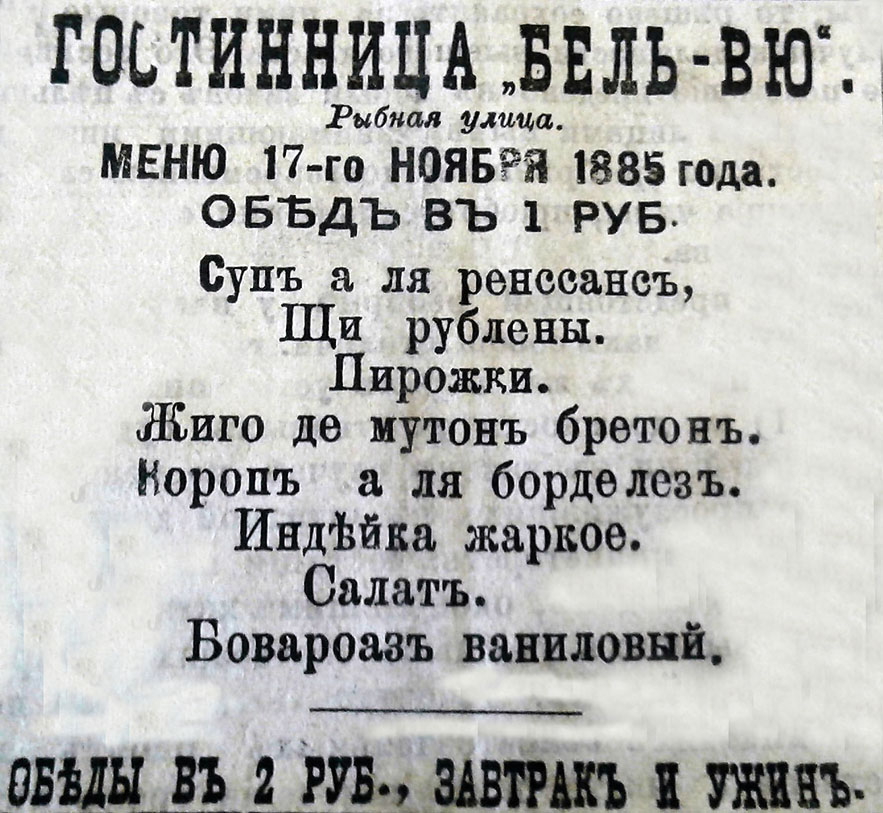 ГОСТИННИЦА „БЕЛЬ-ВЮ“.
Рыбная улица.
МЕНЮ 17-го НОЯБРЯ 1885 года.
ОБѢДЪ ВЪ 1 РУБ.
Супъ а ля ренссансъ,
Щи рублены.
Пирожки.
Жиго де мутонъ бретонъ.
Коропъ а ля борделезъ.
Индѣйка жаркое.
Салатъ.
Бовароазъ ваниловый.
ОБѢДЫ ВЪ 2 РУБ., ЗАВТРАКЪ И УЖИНЪ.